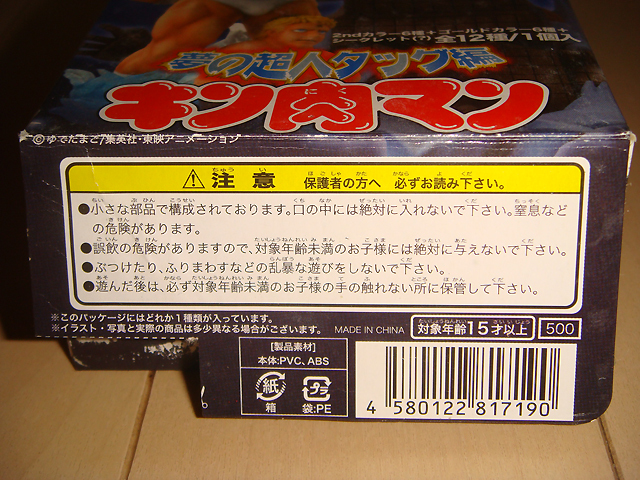 2ndカラー6種+ゴールドカラー6種+
シークレット(?) 全12種/1個入
夢の超人タッグ編
キン肉マン
にく
©ゆでたまご/集英社・東映アニメーション
⚠注意 保護者の方へ 必ずお読み下さい。
●小さな部品で構成されております。口の中には絶対に入れないで下さい。窒息など
の危険があります。
●誤飲の危険がありますので、対象年齢未満のお子様には絶対に与えないで下さい。
●ぶつけたり、ふりまわすなどの乱暴な遊びをしないで下さい。
●遊んだ後は、必ず対象年齢未満のお子様の手の触れない所に保管して下さい。
※このパッケージにはどれか1種類が入っています。
※イラスト・写真と実際の商品は多少異なる場合がございます。
MADE IN CHINA 対象年齢15才以上 500
[製品素材]
本体:PVC、ABS
紙 プラ
箱 袋:PE
4 580122 817190